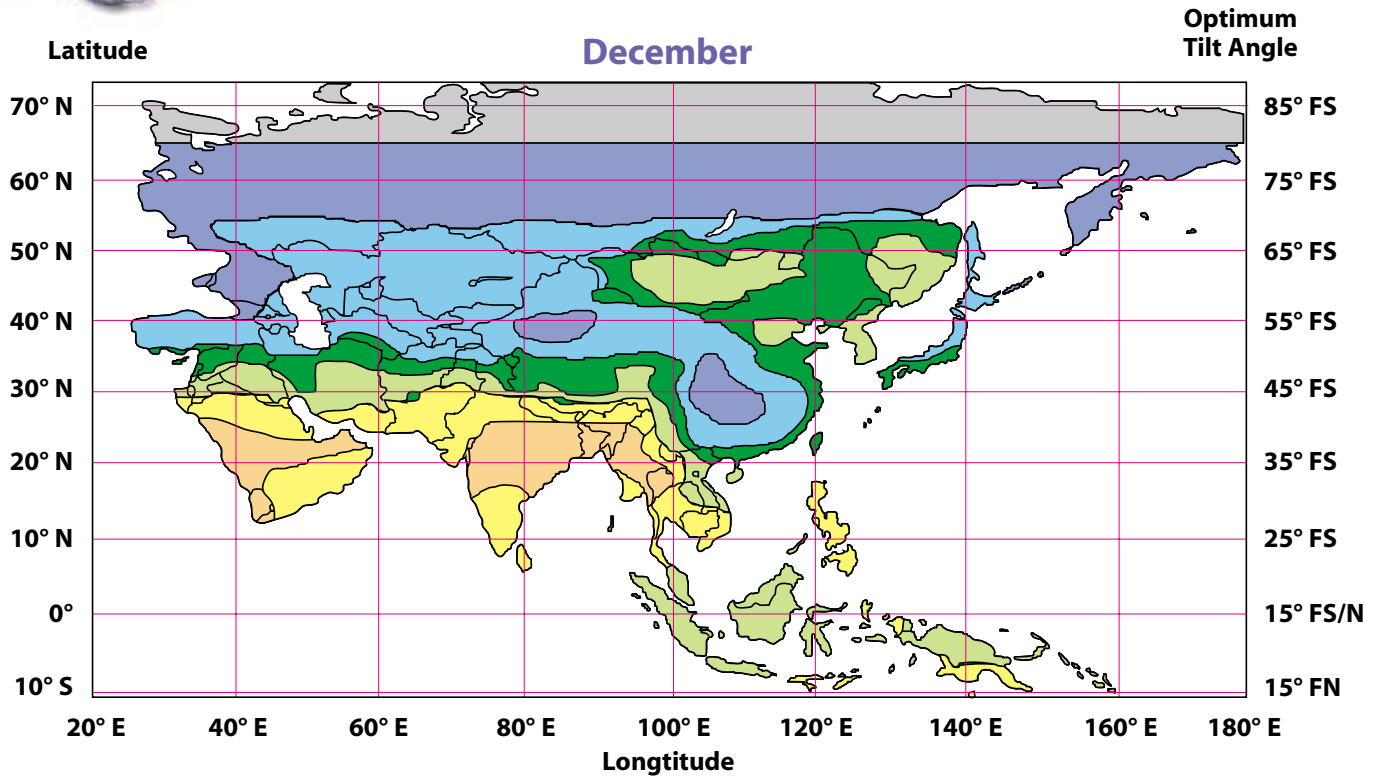 Optimum
Latitude December Tilt Angle
70° N 85° FS
60° N 75° FS
50° N 65° FS
40° N 55° FS
30° N 45° FS
20° N 35° FS
10° N 25° FS
0° 15° FS/N
10° S 15° FN
20° E 40° E 60° E 80° E 100° E 120° E 140° E 160° E 180° E
Longtitude